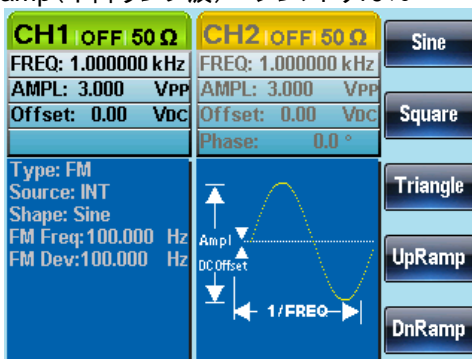 CH1 OFF 50 Ω
FREQ: 1.000000 kHz
AMPL: 3.000 VPP
Offset: 0.00 VDC
CH2 OFF 50 Ω
FREQ: 1.000000 kHz
AMPL: 3.000 VPP
Offset: 0.00 VDC
Phase: 0.0 °
Type: FM
Source: INT
Shape: Sine
FM Freq:100.000 Hz
FM Dev:100.000 Hz
Ampl
DC Offset
1/FREQ
Sine
Square
Triangle
UpRamp
DnRamp